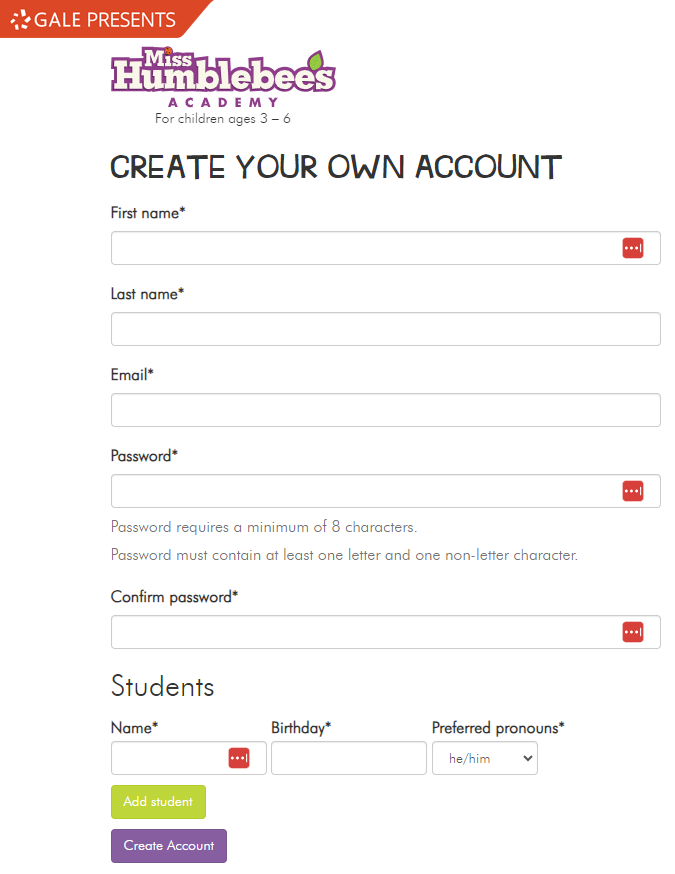 GALE PRESENTS
Miss
Humblebee's
ACADEMY
For children ages 3 – 6
CREATE YOUR OWN ACCOUNT
First name*
Last name*
Email*
Password*
Password requires a minimum of 8 characters.
Password must contain at least one letter and one non-letter character.
Confirm password*
Students
Name* Birthday* Preferred pronouns*
he/him
Add student
Create Account